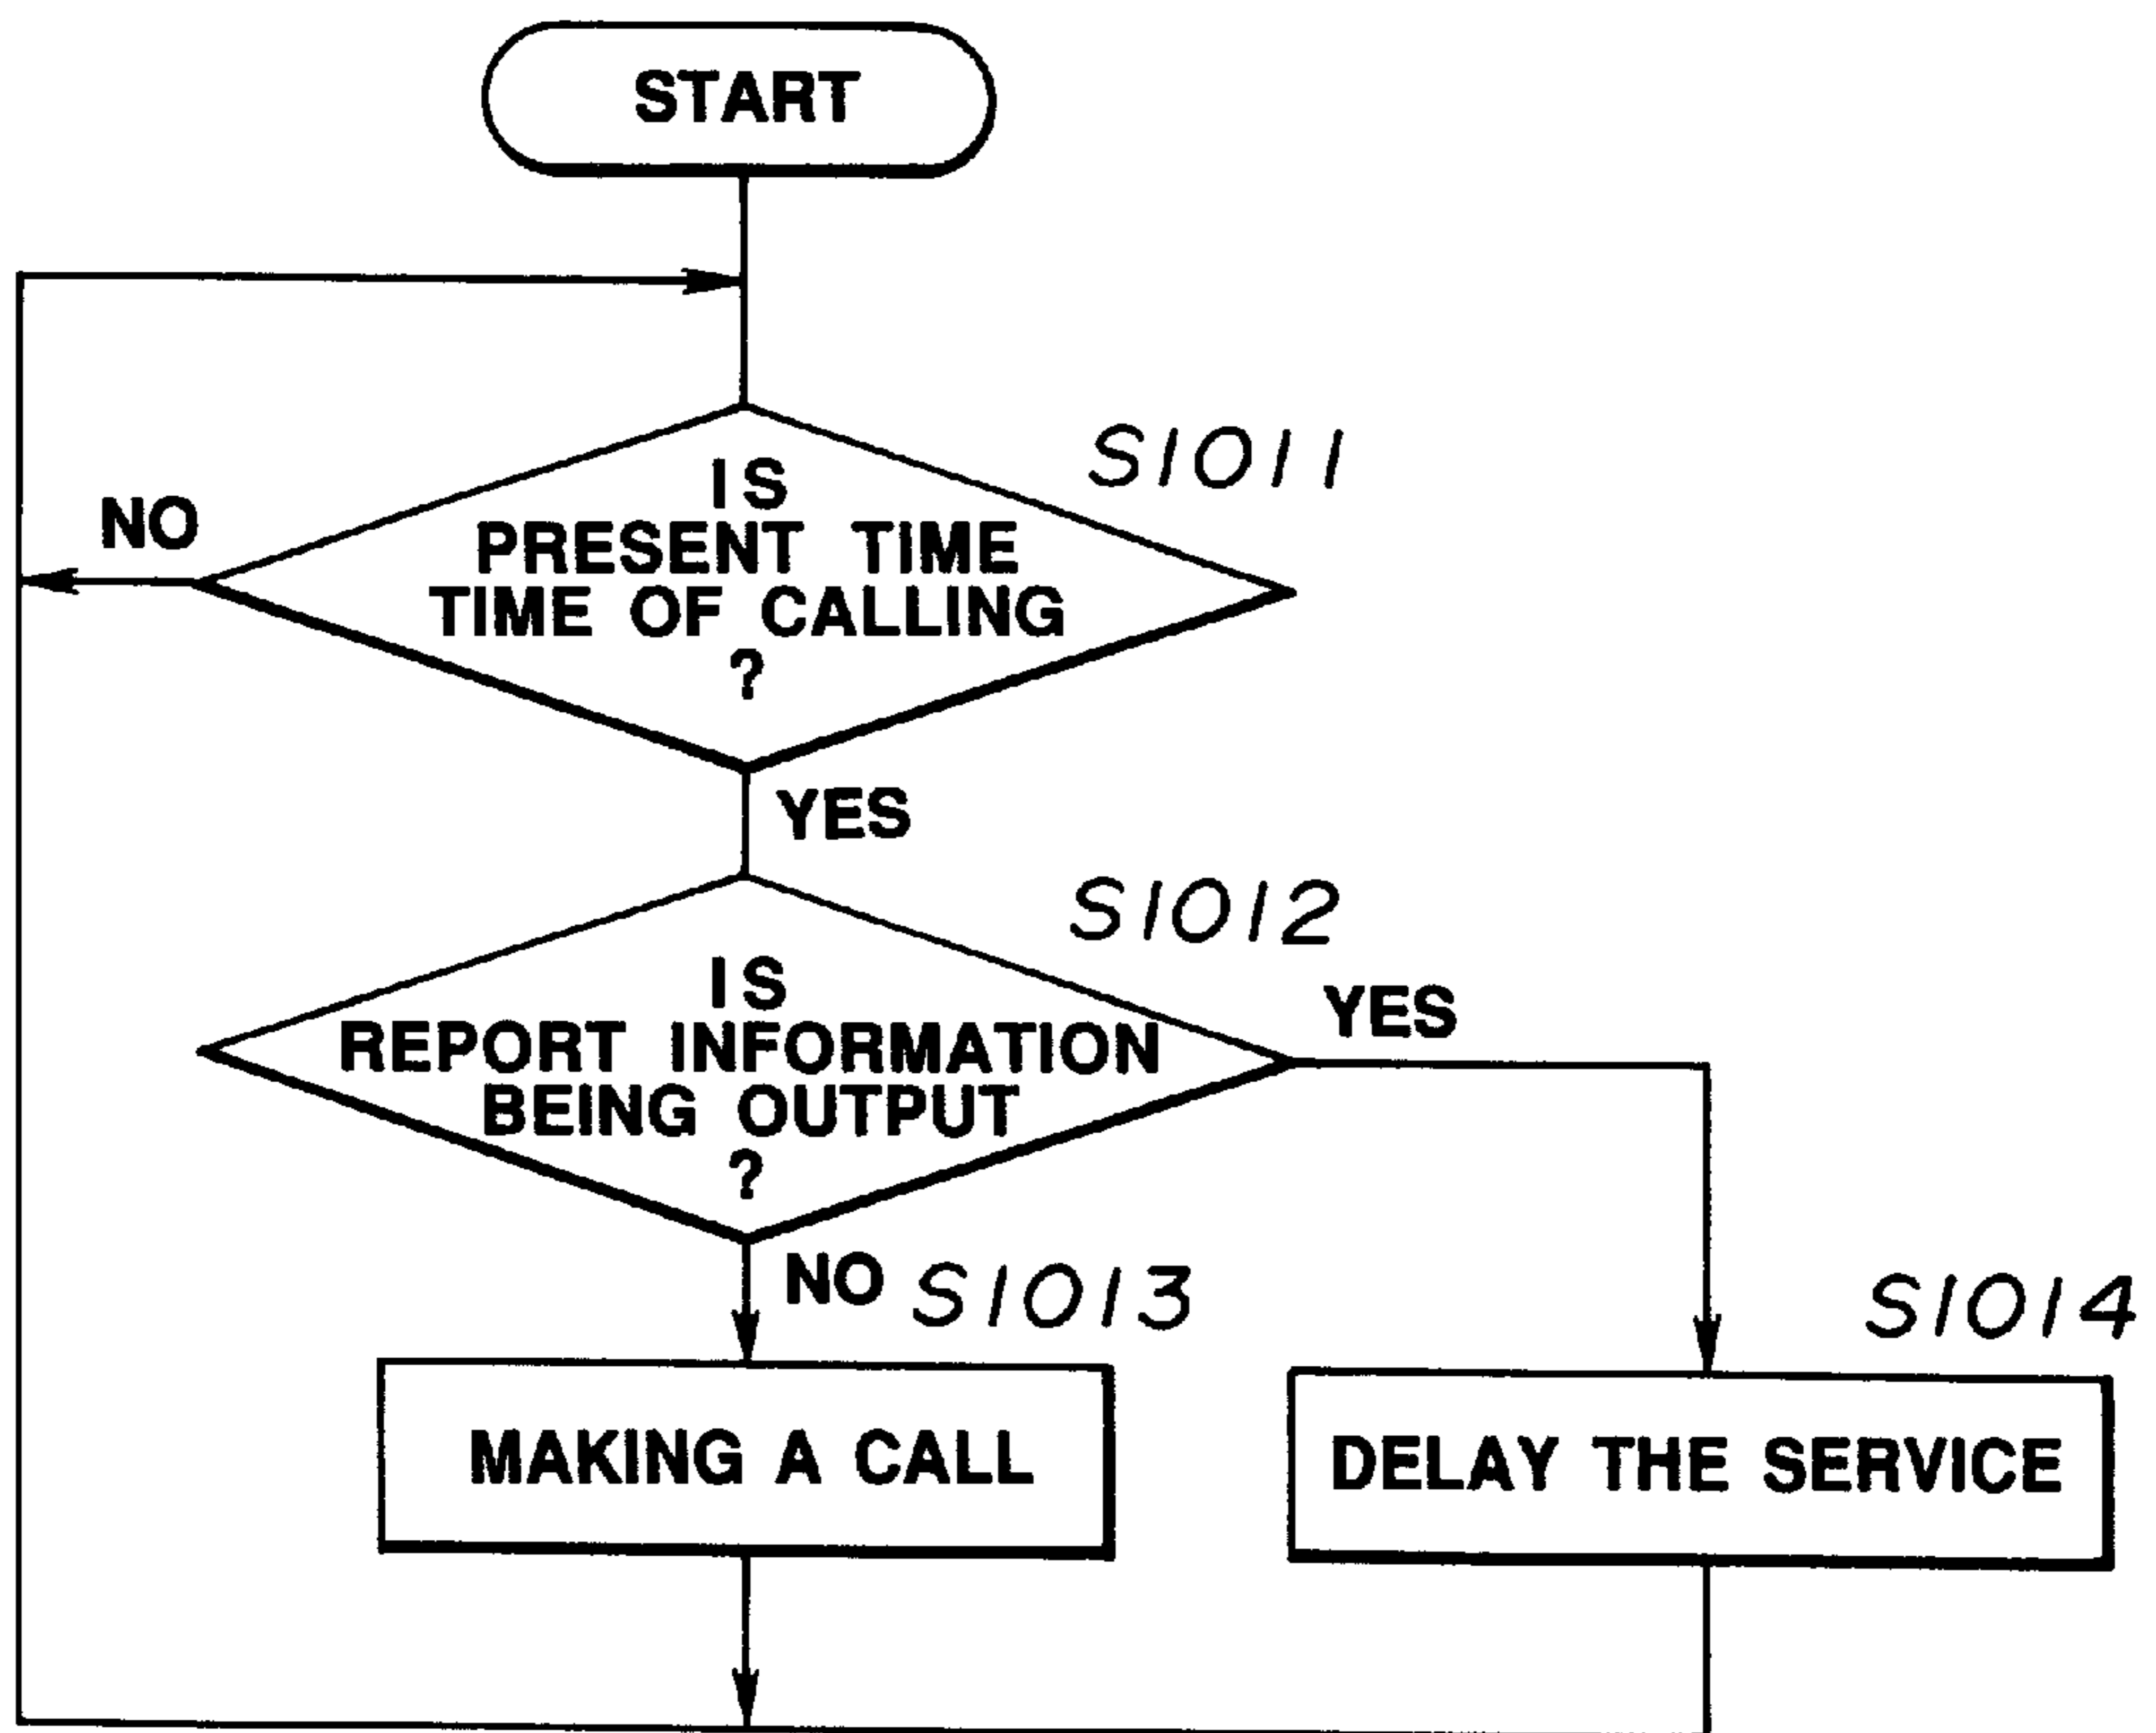 START
S1011
IS
PRESENT TIME
TIME OF CALLING
?
NO
YES
S1012
IS
REPORT INFORMATION
BEING OUTPUT
?
YES
NO
S1013
S1014
MAKING A CALL
DELAY THE SERVICE